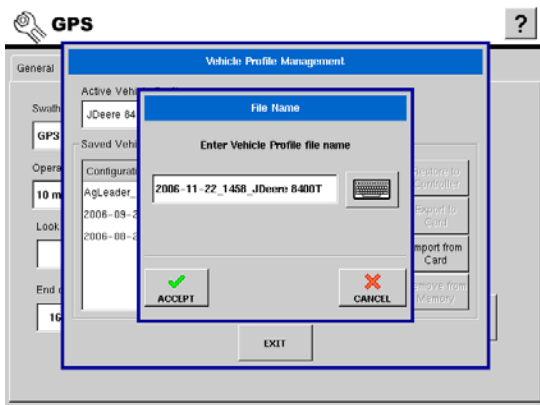 GPS
?
Vehicle Profile Management
General
Active Vehi
File Name
JDeere 84
Swath
GPS
Saved Vehi
Enter Vehicle Profile file name
Opera
Configurati
Restore to
Controller
10 m
AgLeader_
2006-11-22_1458_JDeere 8400T
2006-09-2
Export to
Card
Look
2006-08-2
Import from
Card
End o
Remove from
Memory
16
ACCEPT
CANCEL
EXIT